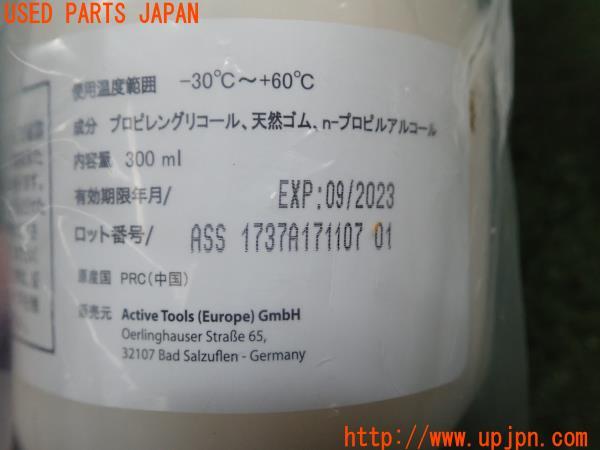 USED PARTS JAPAN
使用温度範囲 -30℃～+60℃
成分 プロピレングリコール、天然ゴム、n-プロピルアルコール
内容量 300 ml
有効期限年月/ EXP:09/2023
ロット番号/ ASS 1737A171107 01
原産国 PRC(中国)
発売元 Active Tools (Europe) GmbH
Oerlinghauser Straße 65,
32107 Bad Salzuflen - Germany
http://www.upjpn.com/